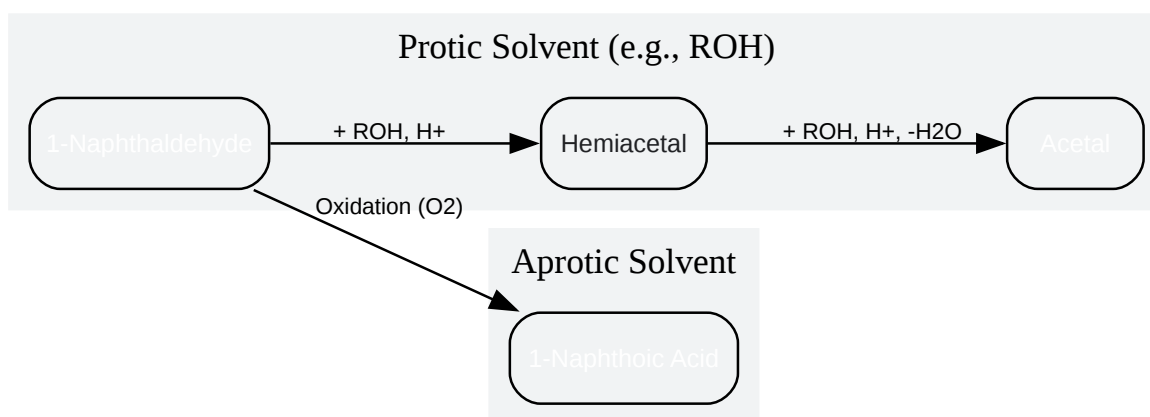 Protic Solvent (e.g., ROH)
1-Naphthaldehyde
+ ROH, H+
Hemiacetal
+ ROH, H+, -H2O
Acetal
Oxidation (O2)
Aprotic Solvent
1-Naphthoic Acid